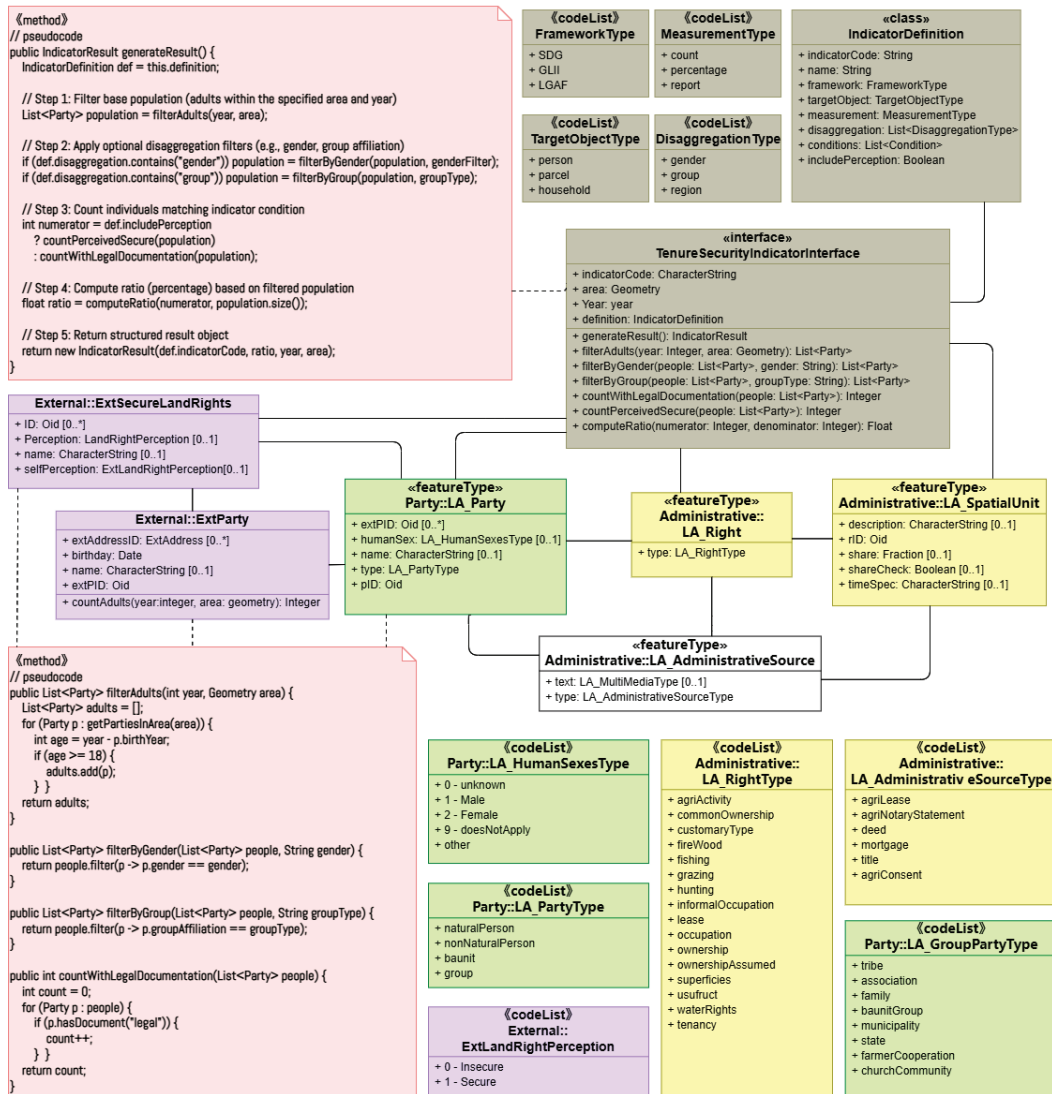 《method》
// pseudocode
public IndicatorResult generateResult() {
IndicatorDefinition def = this.definition;
// Step 1: Filter base population (adults within the specified area and year)
List<Party> population = filterAdults(year, area);
// Step 2: Apply optional disaggregation filters (e.g., gender, group affiliation)
if (def.disaggregation.contains("gender")) population = filterByGender(population, genderFilter);
if (def.disaggregation.contains("group")) population = filterByGroup(population, groupType);
// Step 3: Count individuals matching indicator condition
int numerator = def.includePerception
? countPerceivedSecure(population)
: countWithLegalDocumentation(population);
// Step 4: Compute ratio (percentage) based on filtered population
float ratio = computeRatio(numerator, population.size());
// Step 5: Return structured result object
return new IndicatorResult(def.indicatorCode, ratio, year, area);
}
《codeList》
FrameworkType
+ SDG
+ GLII
+ LGAF
《codeList》
MeasurementType
+ count
+ percentage
+ report
«class»
IndicatorDefinition
+ indicatorCode: String
+ name: String
+ framework: FrameworkType
+ targetObject: TargetObjectType
+ measurement: MeasurementType
+ disaggregation: List<DisaggregationType>
+ conditions: List<Condition>
+ includePerception: Boolean
《codeList》
TargetObjectType
+ person
+ parcel
+ household
《codeList》
DisaggregationType
+ gender
+ group
+ region
«interface»
TenureSecurityIndicatorInterface
+ indicatorCode: CharacterString
+ area: Geometry
+ Year: year
+ definition: IndicatorDefinition
+ generateResult(): IndicatorResult
+ filterAdults(year: Integer, area: Geometry): List<Party>
+ filterByGender(people: List<Party>, gender: String): List<Party>
+ filterByGroup(people: List<Party>, groupType: String): List<Party>
+ countWithLegalDocumentation(people: List<Party>): Integer
+ countPerceivedSecure(people: List<Party>): Integer
+ computeRatio(numerator: Integer, denominator: Integer): Float
External::ExtSecureLandRights
+ ID: Oid [0..*]
+ Perception: LandRightPerception [0..1]
+ name: CharacterString [0..1]
+ selfPerception: ExtLandRightPerception[0..1]
External::ExtParty
+ extAddressID: ExtAddress [0..*]
+ birthday: Date
+ name: CharacterString [0..1]
+ extPID: Oid
+ countAdults(year:integer, area: geometry): Integer
«featureType»
Party::LA_Party
+ extPID: Oid [0..*]
+ humanSex: LA_HumanSexesType [0..1]
+ name: CharacterString [0..1]
+ type: LA_PartyType
+ pID: Oid
«featureType»
Administrative::
LA_Right
+ type: LA_RightType
«featureType»
Administrative::LA_SpatialUnit
+ description: CharacterString [0..1]
+ rID: Oid
+ share: Fraction [0..1]
+ shareCheck: Boolean [0..1]
+ timeSpec: CharacterString [0..1]
«featureType»
Administrative::LA_AdministrativeSource
+ text: LA_MultiMediaType [0..1]
+ type: LA_AdministrativeSourceType
《method》
// pseudocode
public List<Party> filterAdults(int year, Geometry area) {
List<Party> adults = [];
for (Party p : getPartiesInArea(area)) {
int age = year - p.birthYear;
if (age >= 18) {
adults.add(p);
} }
return adults;
}
public List<Party> filterByGender(List<Party> people, String gender) {
return people.filter(p -> p.gender == gender);
}
public List<Party> filterByGroup(List<Party> people, String groupType) {
return people.filter(p -> p.groupAffiliation == groupType);
}
public int countWithLegalDocumentation(List<Party> people) {
int count = 0;
for (Party p : people) {
if (p.hasDocument("legal")) {
count++;
} }
return count;
}
《codeList》
Party::LA_HumanSexesType
+ 0 - unknown
+ 1 - Male
+ 2 - Female
+ 9 - doesNotApply
+ other
《codeList》
Party::LA_PartyType
+ naturalPerson
+ nonNaturalPerson
+ baunit
+ group
《codeList》
External::
ExtLandRightPerception
+ 0 - Insecure
+ 1 - Secure
《codeList》
Administrative::
LA_RightType
+ agriActivity
+ commonOwnership
+ customaryType
+ fireWood
+ fishing
+ grazing
+ hunting
+ informalOccupation
+ lease
+ occupation
+ ownership
+ ownershipAssumed
+ superficies
+ usufruct
+ waterRights
+ tenancy
《codeList》
Administrative::
LA_Administrativ eSourceType
+ agriLease
+ agriNotaryStatement
+ deed
+ mortgage
+ title
+ agriConsent
《codeList》
Party::LA_GroupPartyType
+ tribe
+ association
+ family
+ baunitGroup
+ municipality
+ state
+ farmerCooperation
+ churchCommunity